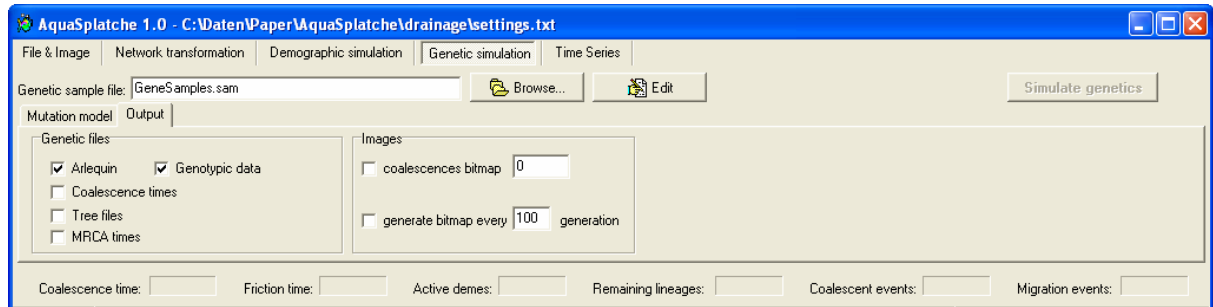 AquaSplatche 1.0 - C:\Daten\Paper\AquaSplatche\drainage\settings.txt
File & Image Network transformation Demographic simulation Genetic simulation Time Series
Genetic sample file: GeneSamples.sam Browse... Edit Simulate genetics
Mutation model Output
Genetic files Images
Arlequin Genotypic data coalescences bitmap 0
Coalescence times
Tree files generate bitmap every 100 generation
MRCA times
Coalescence time: Friction time: Active demes: Remaining lineages: Coalescent events: Migration events: